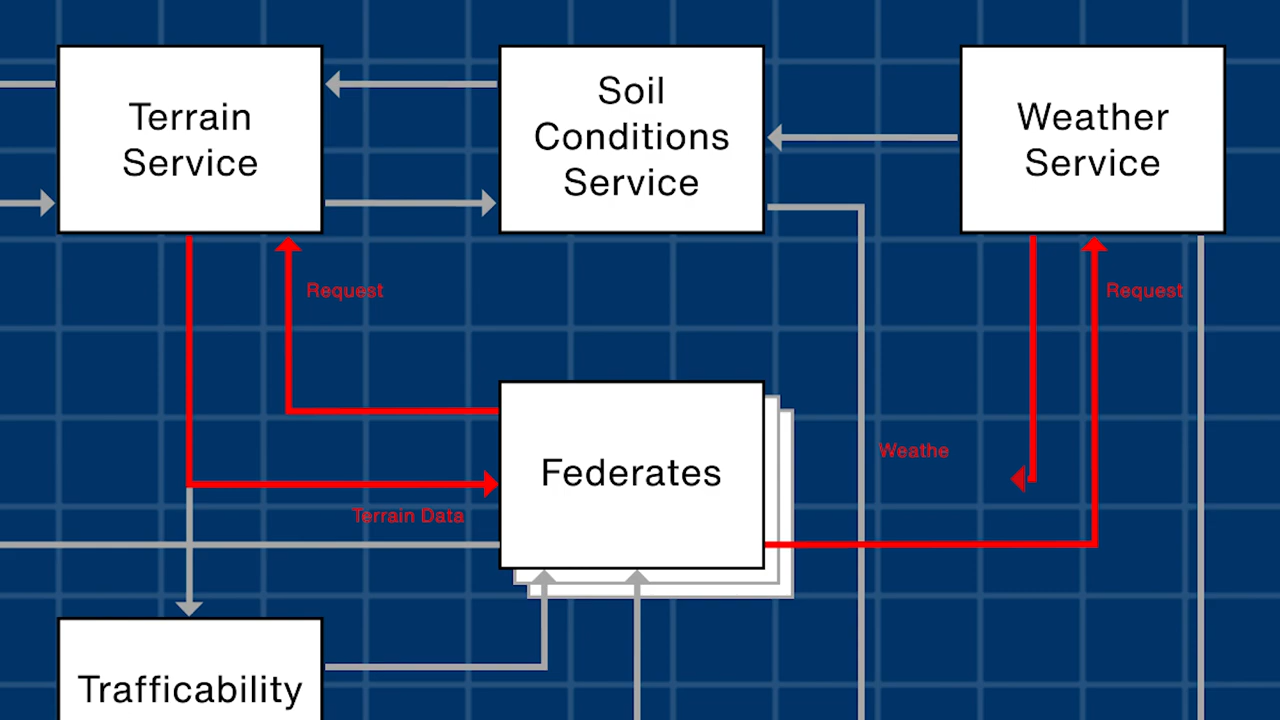 Terrain
Service
Soil
Conditions
Service
Weather
Service
Request
Request
Federates
Weathe
Terrain Data
Trafficability